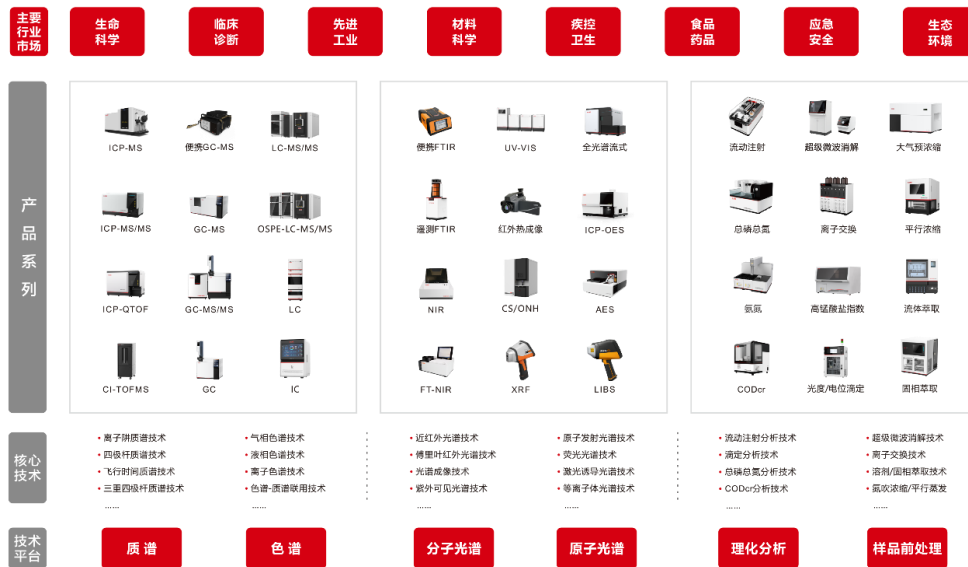 主要
行业
市场
生命
科学
临床
诊断
先进
工业
材料
科学
疾控
卫生
食品
药品
应急
安全
生态
环境
产品系列
ICP-MS
便携GC-MS
LC-MS/MS
ICP-MS/MS
GC-MS
OSPE-LC-MS/MS
ICP-QTOF
GC-MS/MS
LC
CI-TOFMS
GC
IC
便携FTIR
UV-VIS
全光谱流式
遥测FTIR
红外热成像
ICP-OES
NIR
CS/ONH
AES
FT-NIR
XRF
LIBS
流动注射
超级微波消解
大气预浓缩
总磷总氮
离子交换
平行浓缩
氨氮
高锰酸盐指数
流体萃取
CODcr
光度/电位滴定
固相萃取
核心
技术
• 离子阱质谱技术
• 四极杆质谱技术
• 飞行时间质谱技术
• 三重四极杆质谱技术
......
• 气相色谱技术
• 液相色谱技术
• 离子色谱技术
• 色谱-质谱联用技术
......
• 近红外光谱技术
• 傅里叶红外光谱技术
• 光谱成像技术
• 紫外可见光谱技术
......
• 原子发射光谱技术
• 荧光光谱技术
• 激光诱导光谱技术
• 等离子体光谱技术
......
• 流动注射分析技术
• 滴定分析技术
• 总磷总氮分析技术
• CODcr分析技术
......
• 超级微波消解技术
• 离子交换技术
• 溶剂/固相萃取技术
• 氮吹浓缩/平行蒸发
......
技术
平台
质谱
色谱
分子光谱
原子光谱
理化分析
样品前处理